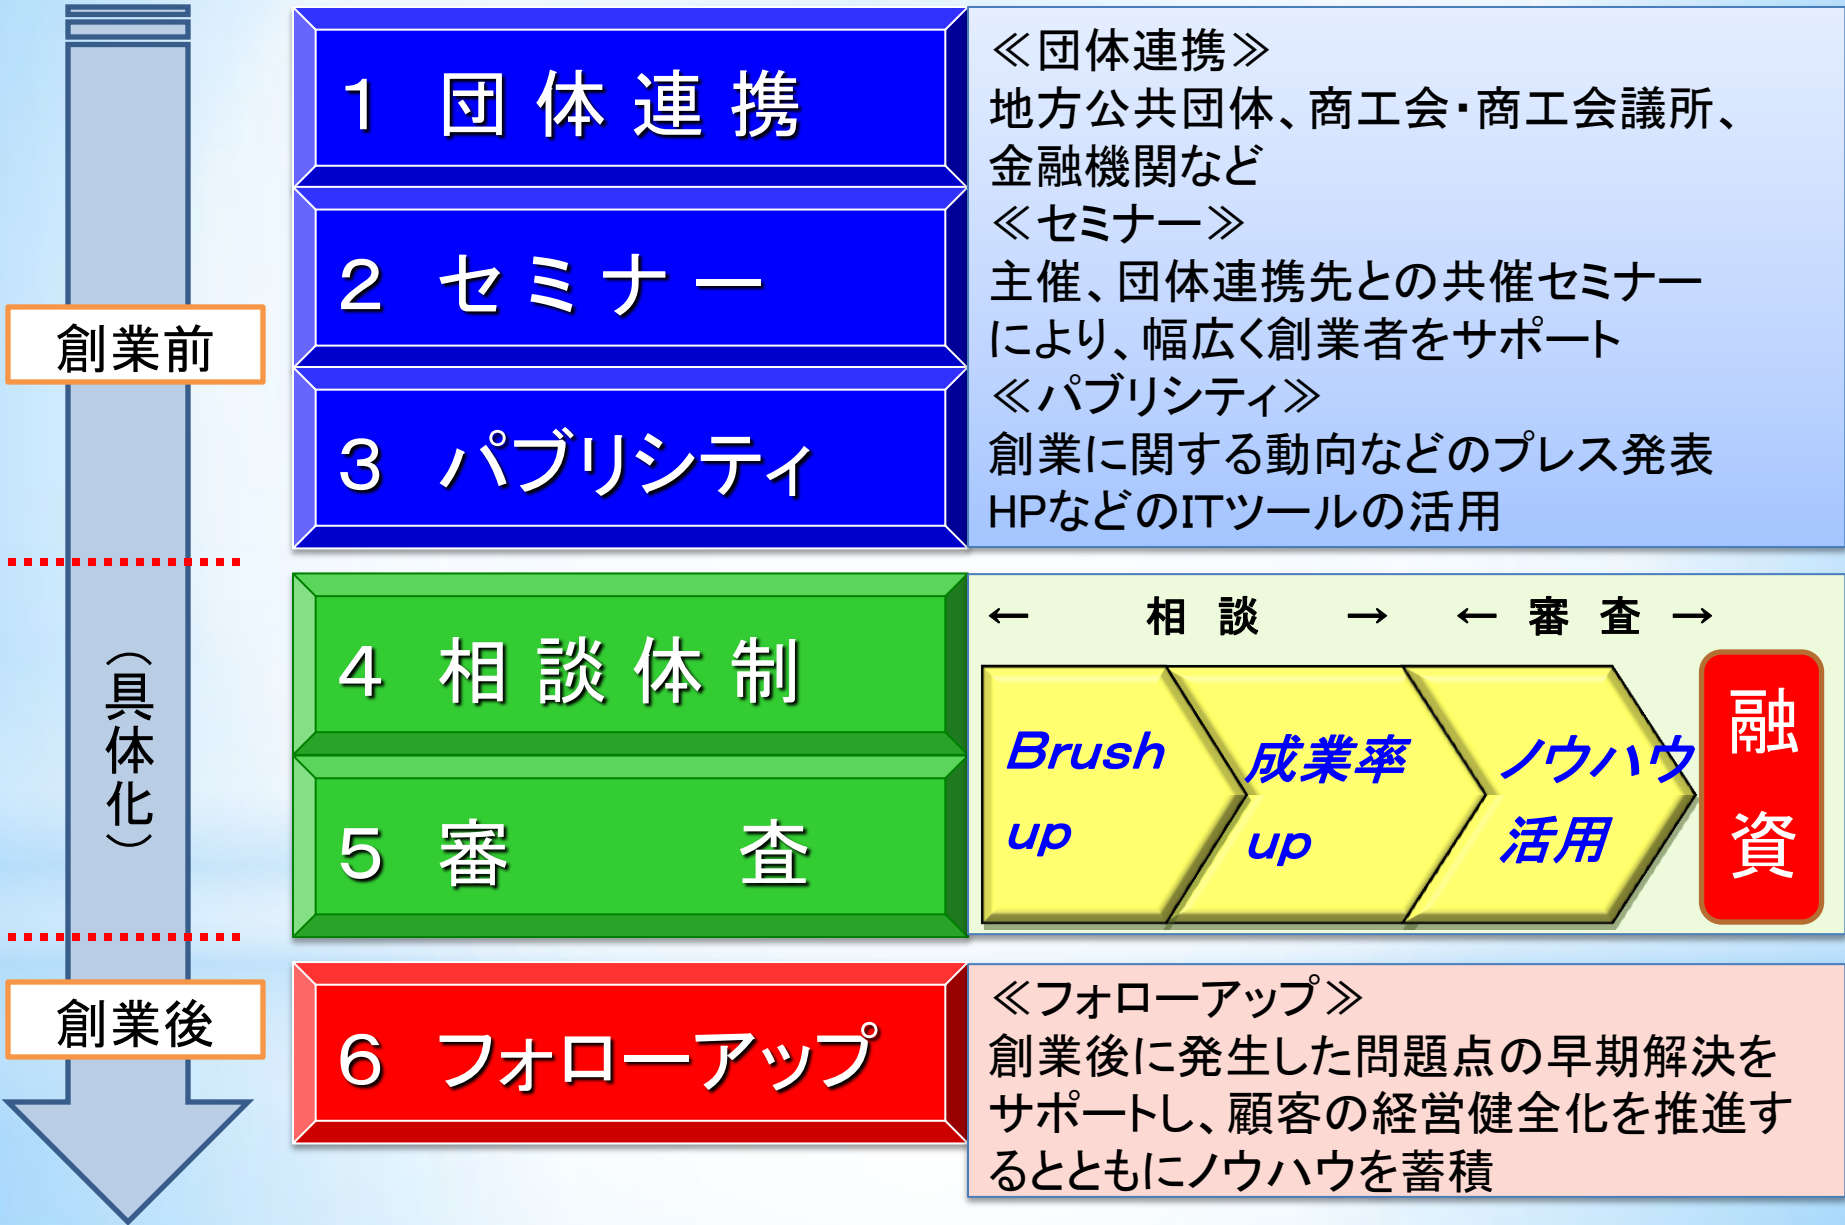 創業前
（具体化）
創業後
１ 団体連携
２ セミナー
３ パブリシティ
≪団体連携≫
地方公共団体、商工会・商工会議所、
金融機関など
≪セミナー≫
主催、団体連携先との共催セミナー
により、幅広く創業者をサポート
≪パブリシティ≫
創業に関する動向などのプレス発表
HPなどのITツールの活用
４ 相談体制
５ 審 査
← 相談 → ← 審査 →
Brush
up
成業率
up
ノウハウ
活用
融
資
６ フォローアップ
≪フォローアップ≫
創業後に発生した問題点の早期解決を
サポートし、顧客の経営健全化を推進す
るとともにノウハウを蓄積